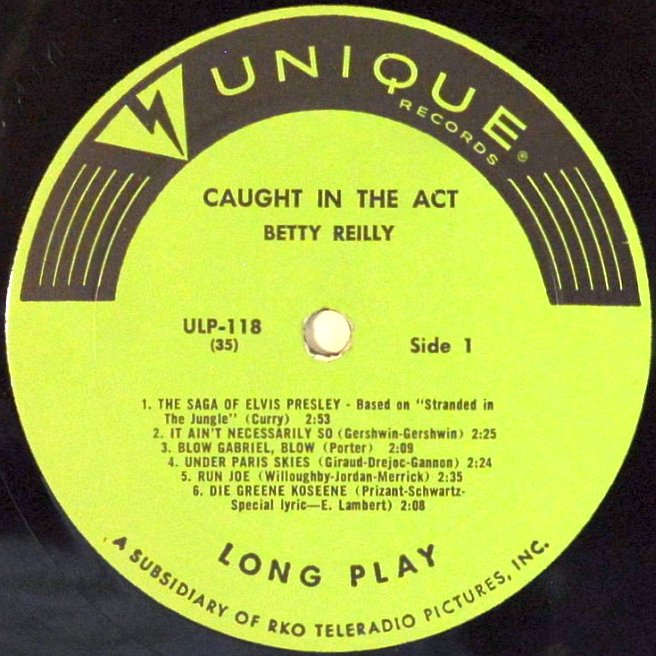 UNIQUE
RECORDS
CAUGHT IN THE ACT
BETTY REILLY
ULP-118
(35)
Side 1
1. THE SAGA OF ELVIS PRESLEY - Based on "Stranded in
The Jungle" (Curry) 2:53
2. IT AIN'T NECESSARILY SO (Gershwin-Gershwin) 2:25
3. BLOW GABRIEL, BLOW (Porter) 2:09
4. UNDER PARIS SKIES (Giraud-Drejoc-Gannon) 2:24
5. RUN JOE (Willoughby-Jordan-Merrick) 2:35
6. DIE GREENE KOSEENE (Prizant-Schwartz-
Special lyric—E. Lambert) 2:08
LONG PLAY
A SUBSIDIARY OF RKO TELERADIO PICTURES, INC.